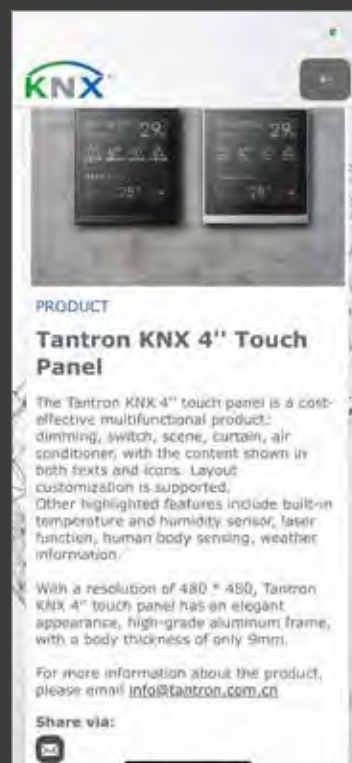 KNX
29
29
PRODUCT
Tantron KNX 4'' Touch
Panel
The Tantron KNX 4'' touch panel is a cost-
effective multifunctional product:
dimming, switch, scene, curtain, air
conditioner, with the content shown in
both texts and icons. Layout
customization is supported.
Other highlighted features include built-in
temperature and humidity sensor,
function, human body sensing, weather
information.
With a resolution of 480 * 480, Tantron
KNX 4'' touch panel has an elegant
appearance, high-grade aluminum frame,
with a body thickness of only 9mm.
For more information about the product,
please email info@tantron.com.cn
Share via: